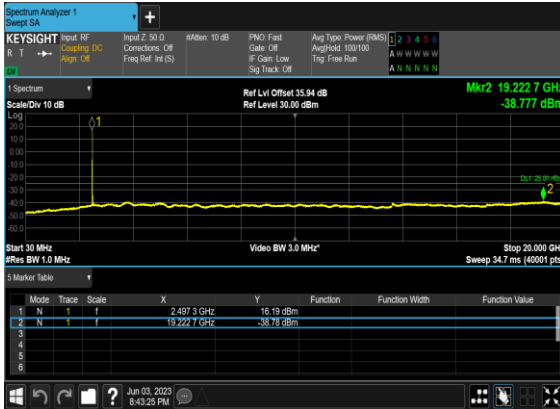 Spectrum Analyzer 1
Swept SA
+
KEYSIGHT Input: RF Input Z: 50 Ω #Atten: 10 dB PNO: Fast Avg Type: Power (RMS) 1 2 3 4 5 6
R T Coupling: DC Corrections: Off Gate: Off Avg|Hold: 100/100 A W W W W W
Align: Off Freq Ref: Int (S) IF Gain: Low Trig: Free Run
Sig Track: Off A N N N N N
1 Spectrum Ref Lvl Offset 35.94 dB Mkr2 19.222 7 GHz
Scale/Div 10 dB Ref Level 30.00 dBm -38.777 dBm
Log
20.0
10.0
0.00
-10.0
-20.0
-30.0
-40.0
-50.0
-60.0
1
2
Start 30 MHz Video BW 3.0 MHz* Stop 20.000 GH
#Res BW 1.0 MHz Sweep 34.7 ms (40001 pts
5 Marker Table
Mode Trace Scale X Y Function Function Width Function Value
1 N 1 f 2.497 3 GHz 16.19 dBm
2 N 1 f 19.222 7 GHz -38.78 dBm
3
4
5
6
? Jun 03, 2023
8:43:25 PM